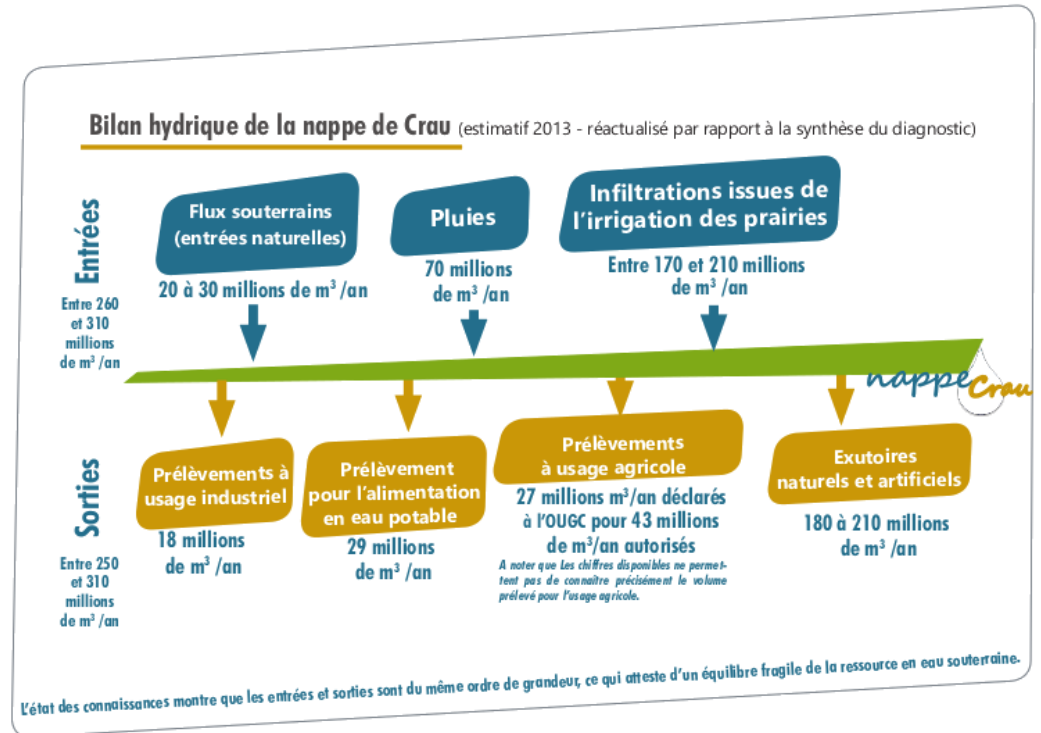 Bilan hydrique de la nappe de Crau (estimatif 2013 - réactualisé par rapport à la synthèse du diagnostic)
Entrées
Entre 260
et 310
millions
de m³ /an
Flux souterrains
(entrées naturelles)
20 à 30 millions de m³ /an
Pluies
70 millions
de m³ /an
Infiltrations issues de
l'irrigation des prairies
Entre 170 et 210 millions
de m³ /an
nappe
Crau
Sorties
Entre 250
et 310
millions
de m³ /an
Prélèvements à
usage industriel
18 millions
de m³ /an
Prélèvement
pour l'alimentation
en eau potable
29 millions
de m³ /an
Prélèvements
à usage agricole
27 millions m³/an déclarés
à l'OUGC pour 43 millions
de m³/an autorisés
A noter que Les chiffres disponibles ne permet-
tent pas de connaître précisément le volume
prélevé pour l'usage agricole.
Exutoires
naturels et artificiels
180 à 210 millions
de m³ /an
L'état des connaissances montre que les entrées et sorties sont du même ordre de grandeur, ce qui atteste d'un équilibre fragile de la ressource en eau souterraine.